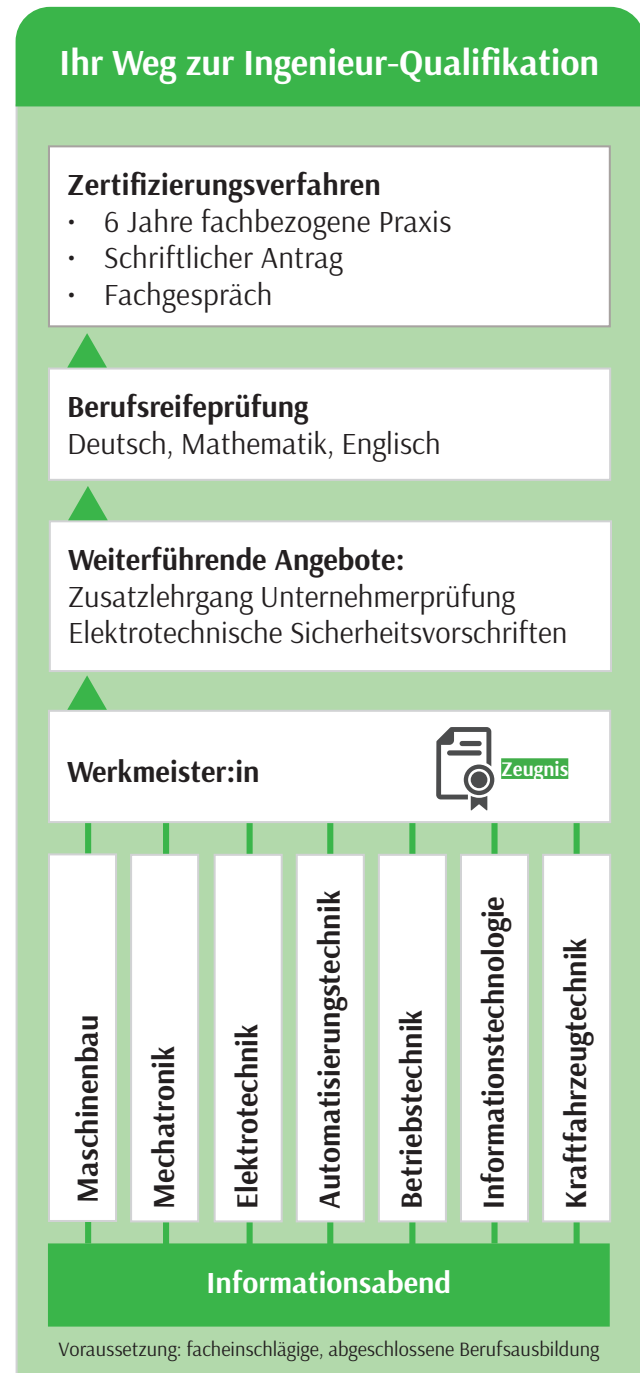 Ihr Weg zur Ingenieur-Qualifikation
Zertifizierungsverfahren
• 6 Jahre fachbezogene Praxis
• Schriftlicher Antrag
• Fachgespräch
Berufsreifeprüfung
Deutsch, Mathematik, Englisch
Weiterführende Angebote:
Zusatzlehrgang Unternehmerprüfung
Elektrotechnische Sicherheitsvorschriften
Werkmeister:in
Zeugnis
Maschinenbau
Mechatronik
Elektrotechnik
Automatisierungstechnik
Betriebstechnik
Informationstechnologie
Kraftfahrzeugtechnik
Informationsabend
Voraussetzung: facheinschlägige, abgeschlossene Berufsausbildung